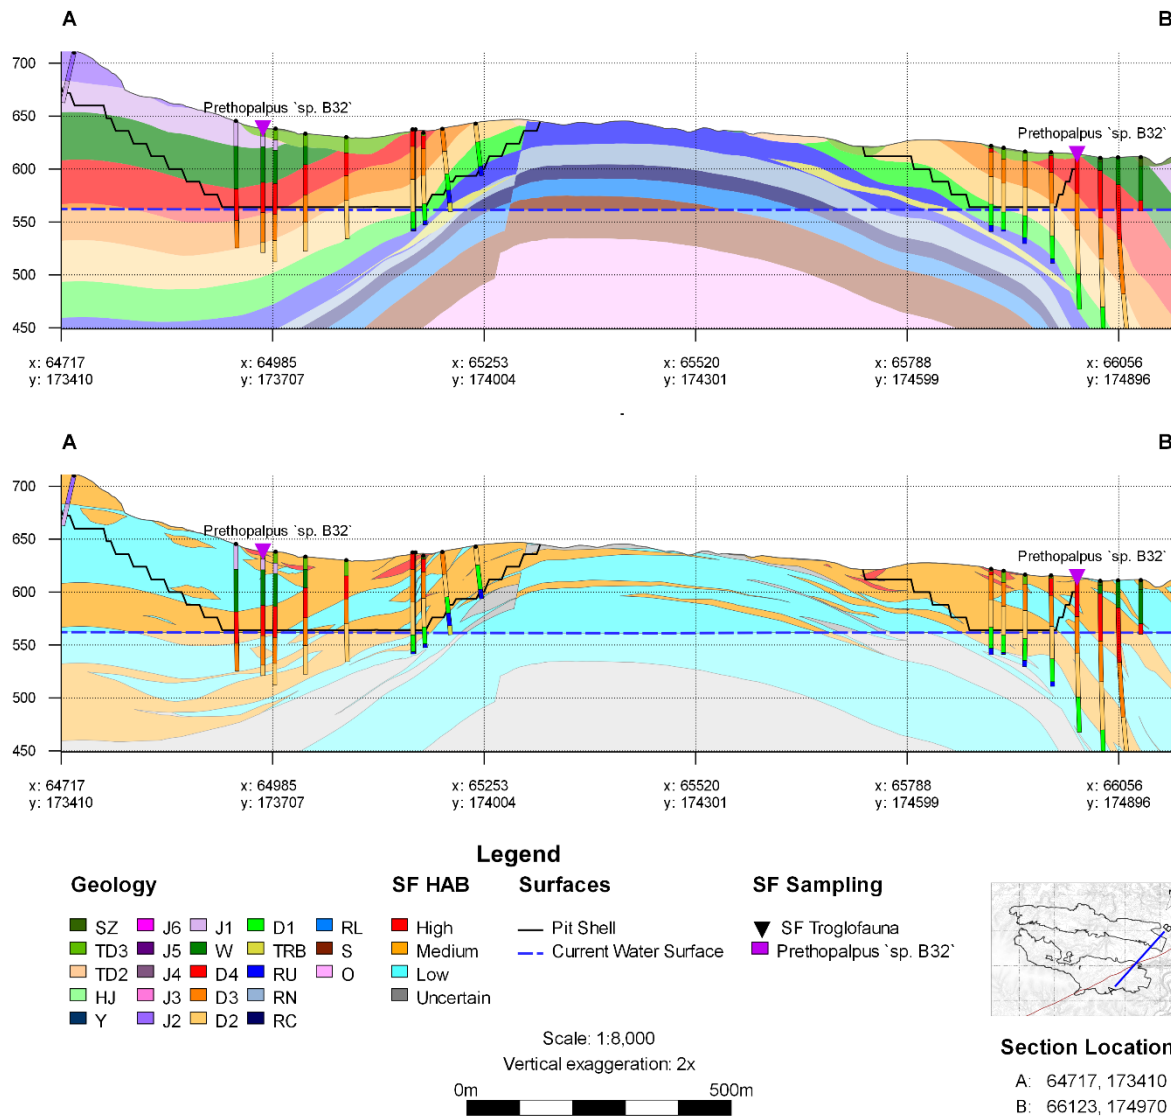 A B
700
Prethopalpus `sp. B32`
650
Prethopalpus `sp. B32`
600
550
500
450
x: 64717 x: 64985 x: 65253 x: 65520 x: 65788 x: 66056
y: 173410 y: 173707 y: 174004 y: 174301 y: 174599 y: 174896
A B
700
Prethopalpus `sp. B32`
650
Prethopalpus `sp. B32`
600
550
500
450
x: 64717 x: 64985 x: 65253 x: 65520 x: 65788 x: 66056
y: 173410 y: 173707 y: 174004 y: 174301 y: 174599 y: 174896
Legend
Geology SF HAB Surfaces SF Sampling
SZ J6 J1 D1 RL High Pit Shell SF Troglofauna
TD3 J5 W TRB S Medium Current Water Surface Prethopalpus `sp. B32`
TD2 J4 D4 RU O Low
HJ J3 D3 RN Uncertain
Y J2 D2 RC
Scale: 1:8,000
Vertical exaggeration: 2x
0m 500m
Section Location
A: 64717, 173410
B: 66123, 174970